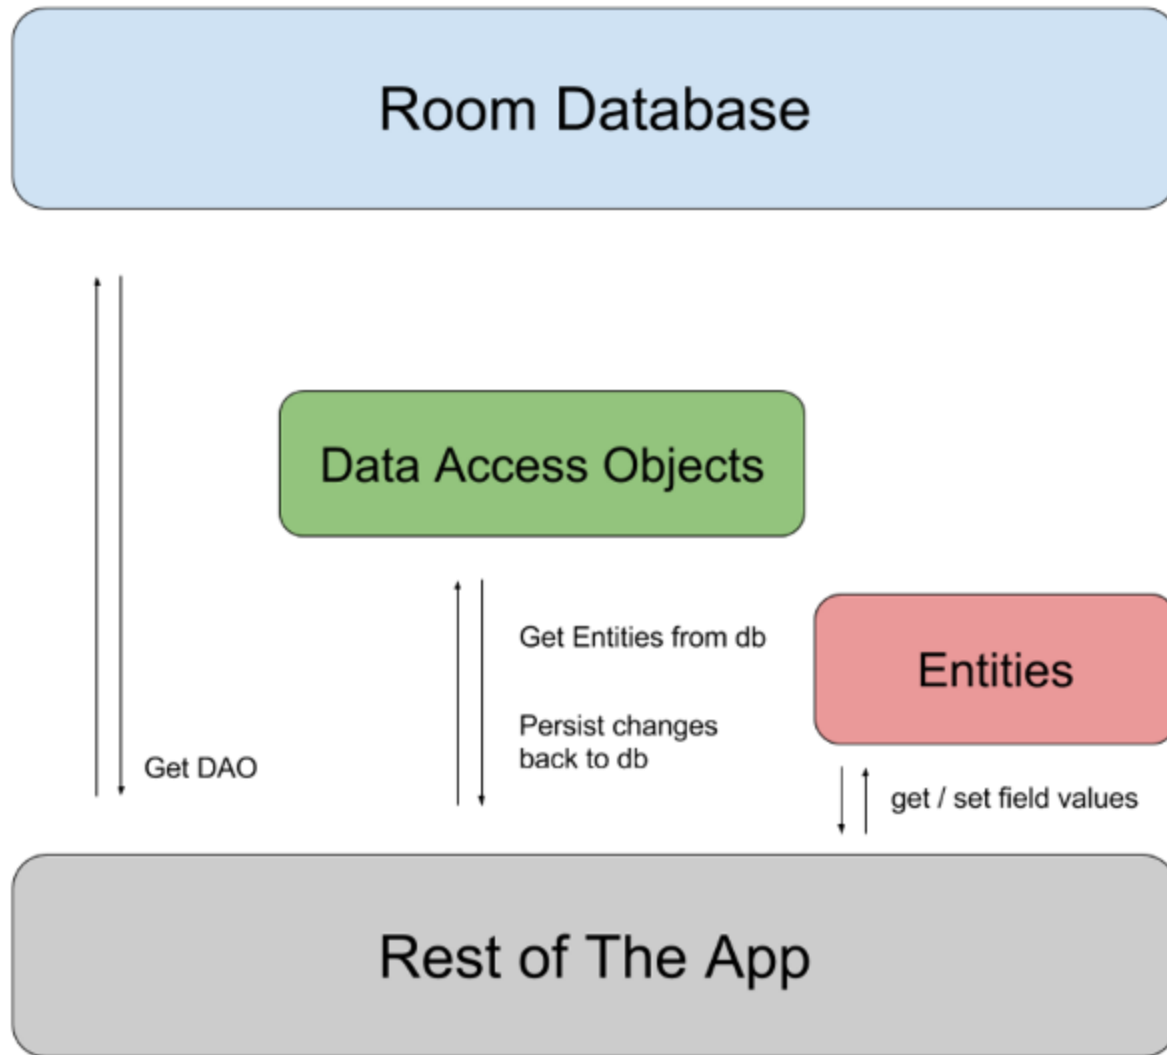 Room Database
Data Access Objects
Get Entities from db
Entities
Persist changes
back to db
Get DAO
get / set field values
Rest of The App